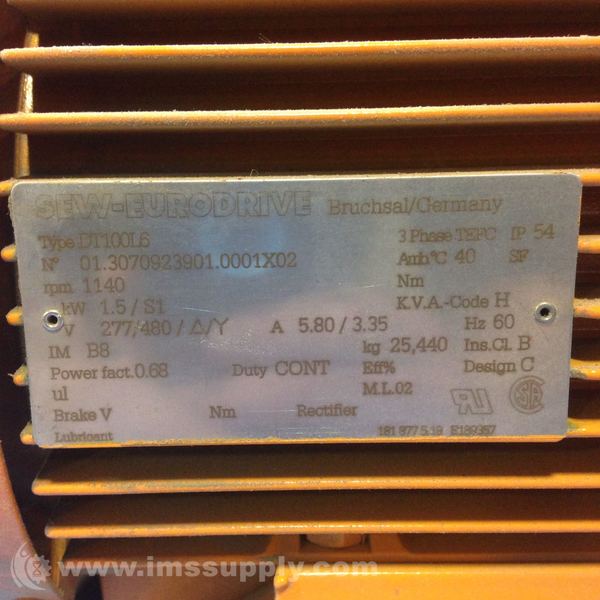 SEW-EURODRIVE Bruchsal/Germany
Type DT100L6 3 Phase TEFC IP 54
Nº 01.3070923901.0001X02 Amb°C 40 SF
rpm 1140 Nm
kW 1.5 / S1 K.V.A.-Code H
V 277/480 / Δ/Y A 5.80 / 3.35 Hz 60
IM B8 kg 25,440 Ins.Cl. B
Power fact. 0.68 Duty CONT Eff% Design C
ul M.L.02
Brake V Nm Rectifier
Lubricant 181 877 5.19 E189357
www.imssupply.com